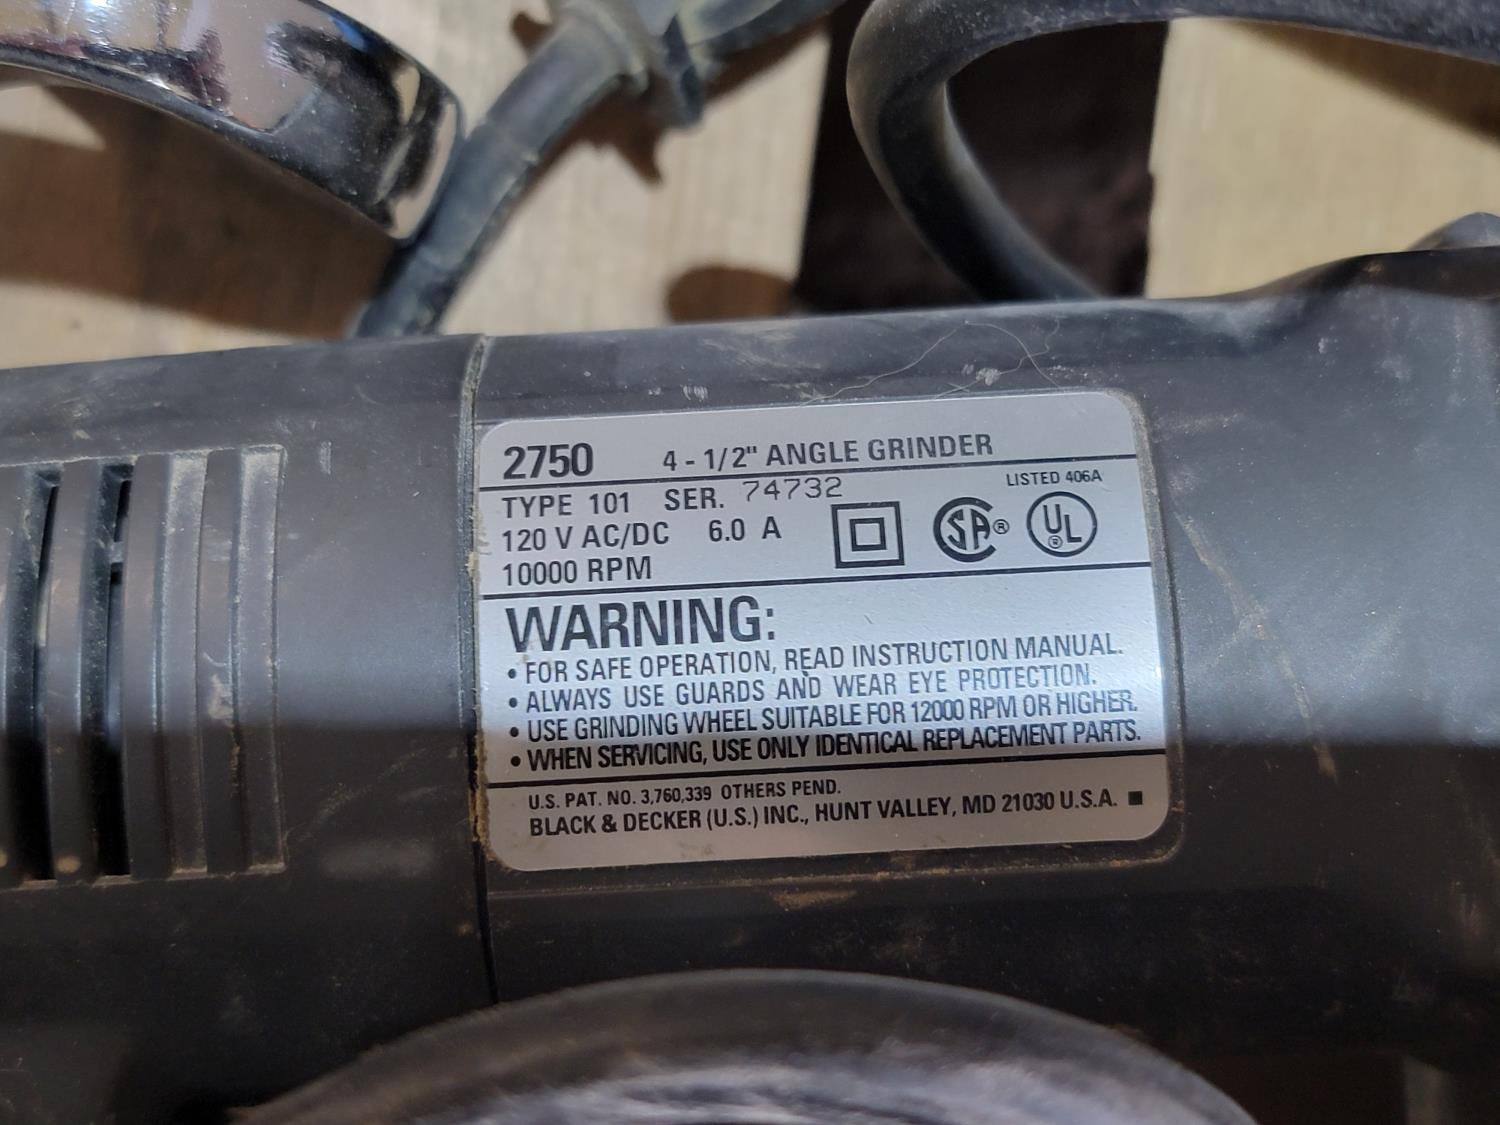 2750 4 - 1/2" ANGLE GRINDER
TYPE 101 SER. 74732 LISTED 406A
120 V AC/DC 6.0 A SA® UL®
10000 RPM
WARNING:
• FOR SAFE OPERATION, READ INSTRUCTION MANUAL.
• ALWAYS USE GUARDS AND WEAR EYE PROTECTION.
• USE GRINDING WHEEL SUITABLE FOR 12000 RPM OR HIGHER.
• WHEN SERVICING, USE ONLY IDENTICAL REPLACEMENT PARTS.
U.S. PAT. NO. 3,760,339 OTHERS PEND.
BLACK & DECKER (U.S.) INC., HUNT VALLEY, MD 21030 U.S.A. ■